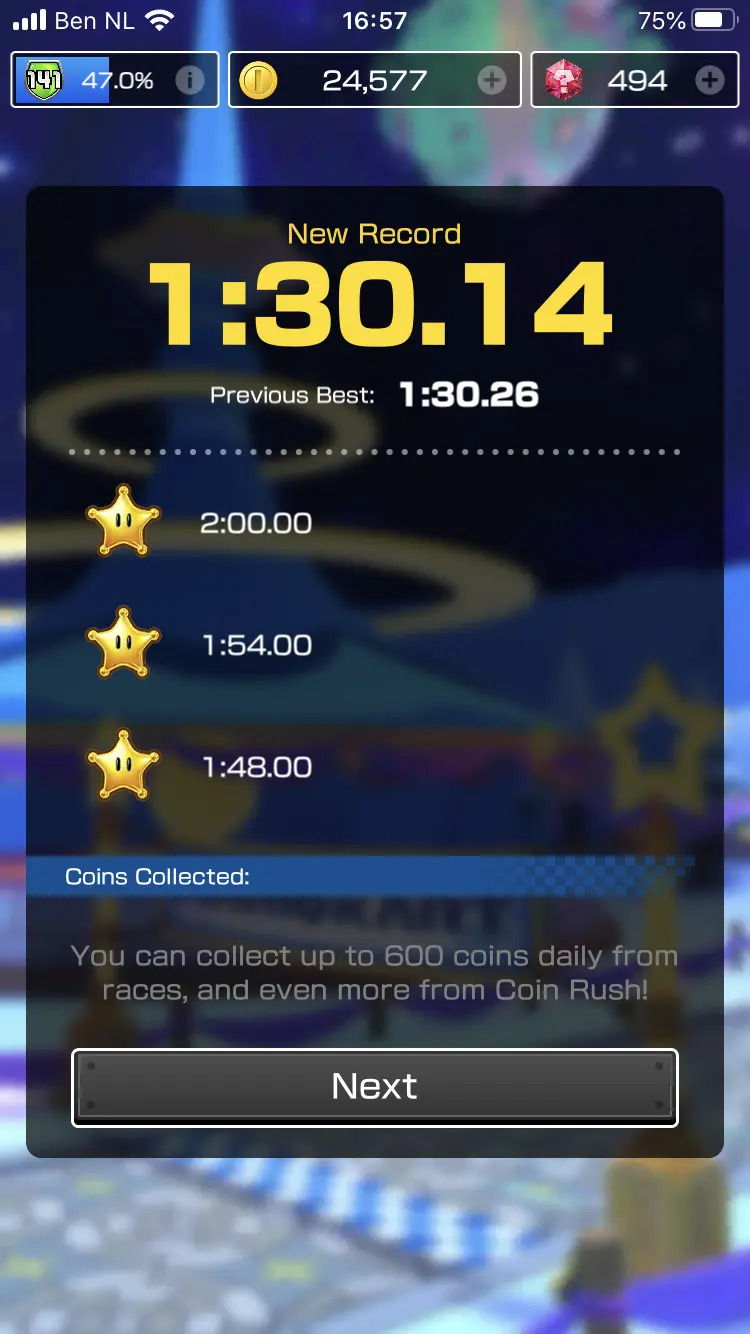 Ben NL 16:57 75%
141 47.0% i 24,577 + ? 494 +
New Record
1:30.14
Previous Best: 1:30.26
2:00.00
1:54.00
1:48.00
Coins Collected:
You can collect up to 600 coins daily from
races, and even more from Coin Rush!
Next